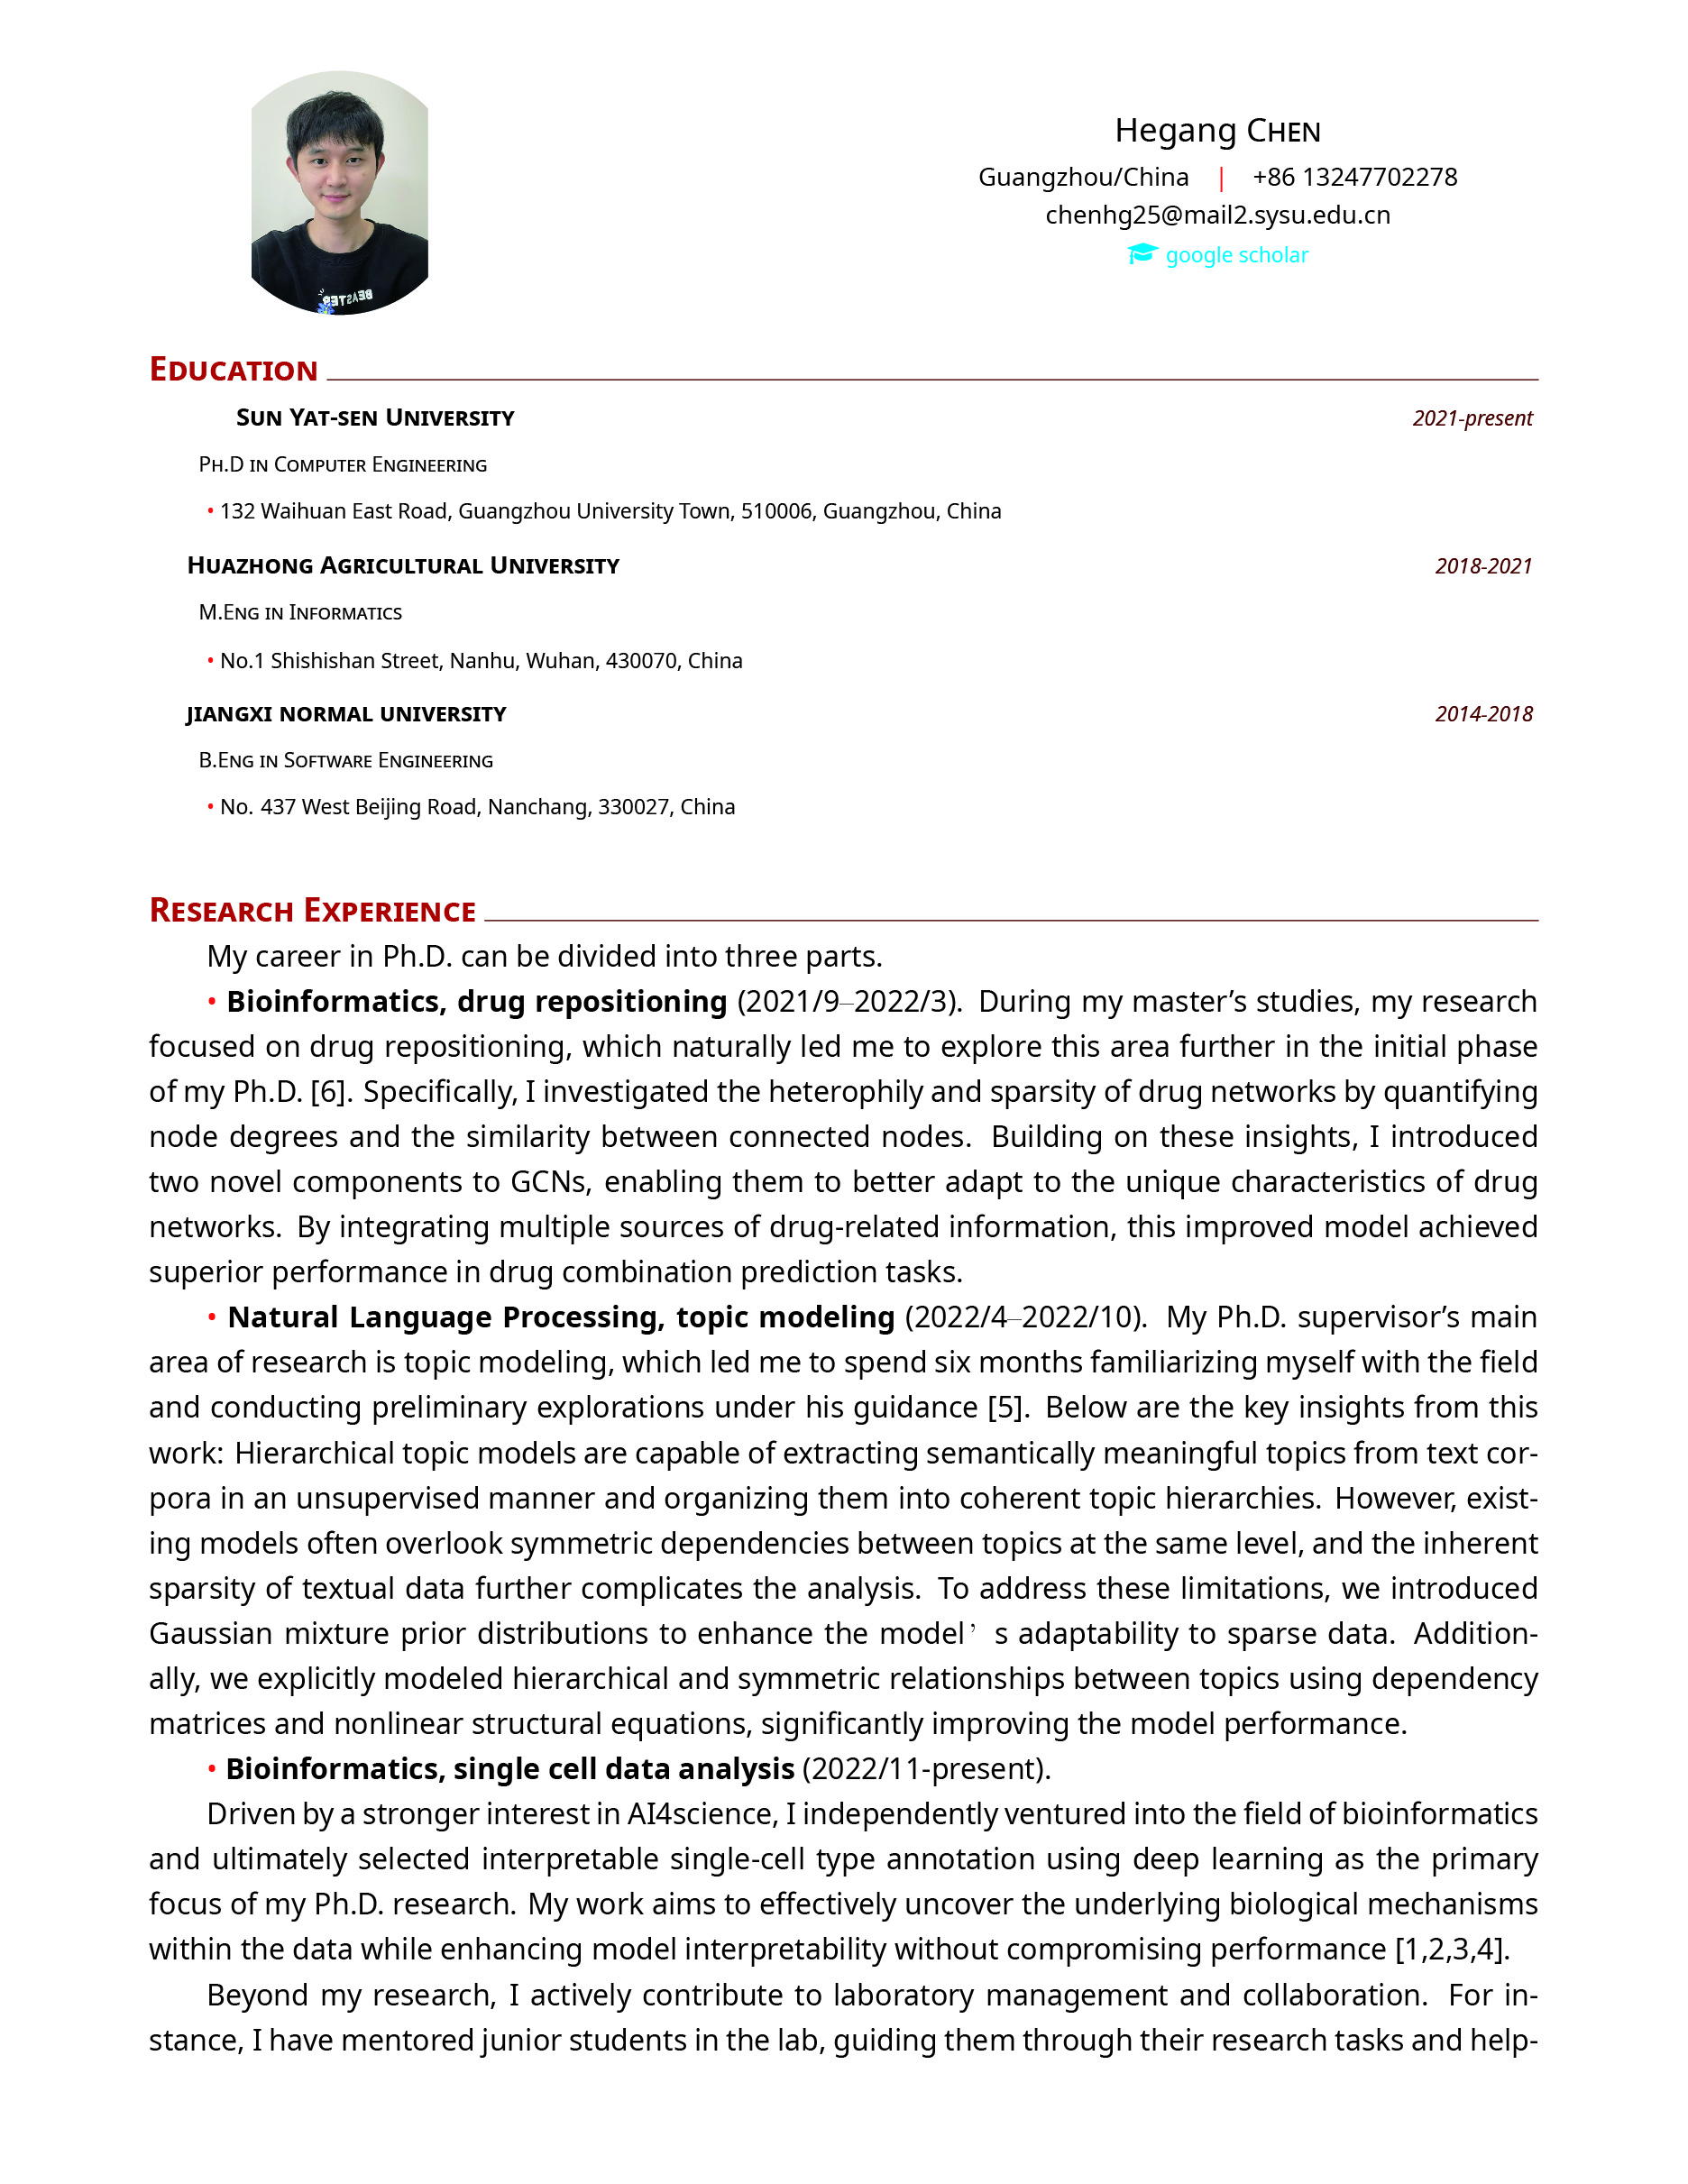 Hegang CHEN
Guangzhou/China | +86 13247702278
chenhg25@mail2.sysu.edu.cn
google scholar
BEASTER
EDUCATION
SUN YAT-SEN UNIVERSITY 2021-present
PH.D IN COMPUTER ENGINEERING
• 132 Waihuan East Road, Guangzhou University Town, 510006, Guangzhou, China
HUAZHONG AGRICULTURAL UNIVERSITY 2018-2021
M.ENG IN INFORMATICS
• No.1 Shishishan Street, Nanhu, Wuhan, 430070, China
JIANGXI NORMAL UNIVERSITY 2014-2018
B.ENG IN SOFTWARE ENGINEERING
• No. 437 West Beijing Road, Nanchang, 330027, China
RESEARCH EXPERIENCE
My career in Ph.D. can be divided into three parts.
• Bioinformatics, drug repositioning (2021/9–2022/3). During my master’s studies, my research
focused on drug repositioning, which naturally led me to explore this area further in the initial phase
of my Ph.D. [6]. Specifically, I investigated the heterophily and sparsity of drug networks by quantifying
node degrees and the similarity between connected nodes. Building on these insights, I introduced
two novel components to GCNs, enabling them to better adapt to the unique characteristics of drug
networks. By integrating multiple sources of drug-related information, this improved model achieved
superior performance in drug combination prediction tasks.
• Natural Language Processing, topic modeling (2022/4–2022/10). My Ph.D. supervisor’s main
area of research is topic modeling, which led me to spend six months familiarizing myself with the field
and conducting preliminary explorations under his guidance [5]. Below are the key insights from this
work: Hierarchical topic models are capable of extracting semantically meaningful topics from text cor-
pora in an unsupervised manner and organizing them into coherent topic hierarchies. However, exist-
ing models often overlook symmetric dependencies between topics at the same level, and the inherent
sparsity of textual data further complicates the analysis. To address these limitations, we introduced
Gaussian mixture prior distributions to enhance the model’ s adaptability to sparse data. Addition-
ally, we explicitly modeled hierarchical and symmetric relationships between topics using dependency
matrices and nonlinear structural equations, significantly improving the model performance.
• Bioinformatics, single cell data analysis (2022/11-present).
Driven by a stronger interest in AI4science, I independently ventured into the field of bioinformatics
and ultimately selected interpretable single-cell type annotation using deep learning as the primary
focus of my Ph.D. research. My work aims to effectively uncover the underlying biological mechanisms
within the data while enhancing model interpretability without compromising performance [1,2,3,4].
Beyond my research, I actively contribute to laboratory management and collaboration. For in-
stance, I have mentored junior students in the lab, guiding them through their research tasks and help-